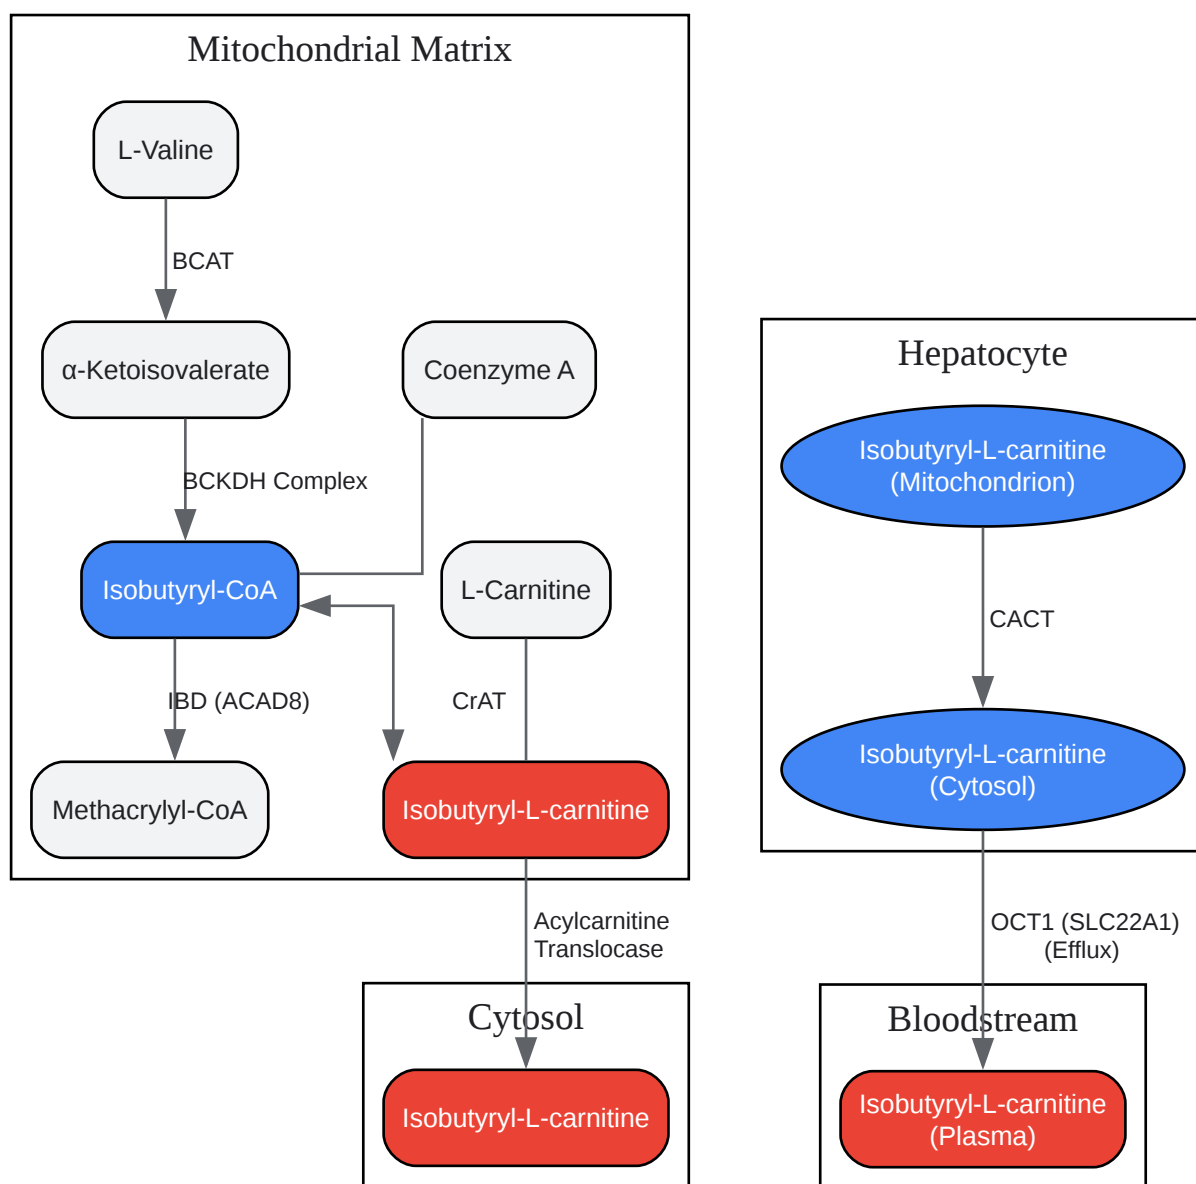 Mitochondrial Matrix
L-Valine
BCAT
α-Ketoisovalerate
Coenzyme A
BCKDH Complex
Isobutyryl-CoA
L-Carnitine
IBD (ACAD8)
CrAT
Methacrylyl-CoA
Isobutyryl-L-carnitine
Acylcarnitine
Translocase
Cytosol
Isobutyryl-L-carnitine
Hepatocyte
Isobutyryl-L-carnitine
(Mitochondrion)
CACT
Isobutyryl-L-carnitine
(Cytosol)
OCT1 (SLC22A1)
(Efflux)
Bloodstream
Isobutyryl-L-carnitine
(Plasma)